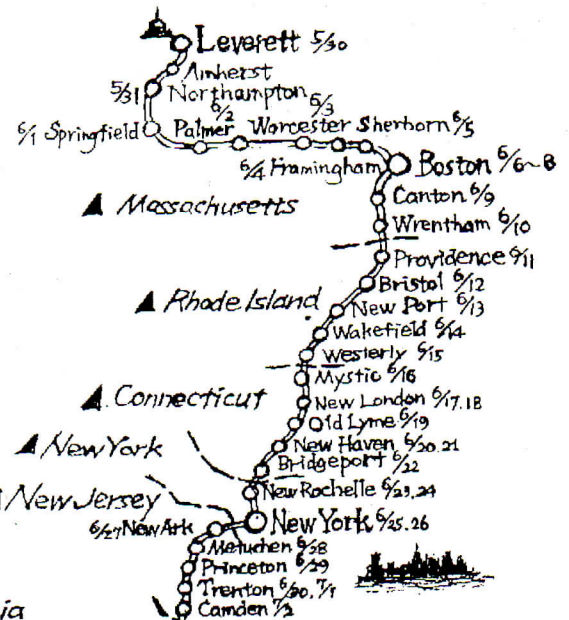 Leverett 5/30
Amherst
5/31 Northampton
6/2 6/3
6/1 Springfield Palmer Worcester Sherborn 6/5
6/4 Framingham Boston 6/6~8
Canton 6/9
Massachusetts
Wrentham 6/10
Providence 6/11
Bristol 6/12
Rhode Island New Port 6/13
Wakefield 6/14
Westerly 6/15
Mystic 6/16
Connecticut New London 6/17.18
Old Lyme 6/19
New York New Haven 6/20.21
Bridgeport 6/22
New Jersey New Rochelle 6/23.24
6/27 NewArk New York 6/25.26
Metuchen 6/28
Princeton 6/29
Trenton 6/30.7/1
ia Camden 7/2